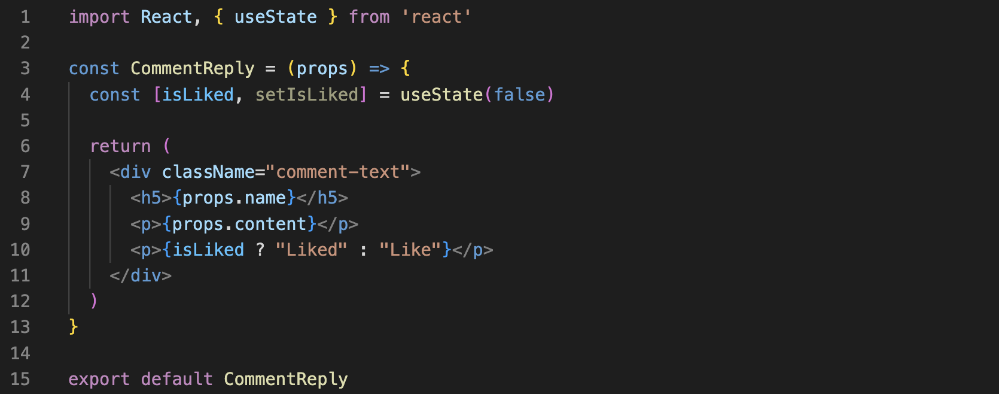 1 import React, { useState } from 'react'
2
3 const CommentReply = (props) => {
4   const [isLiked, setIsLiked] = useState(false)
5
6   return (
7     <div className="comment-text">
8       <h5>{props.name}</h5>
9       <p>{props.content}</p>
10       <p>{isLiked ? "Liked" : "Like"}</p>
11     </div>
12   )
13 }
14
15 export default CommentReply